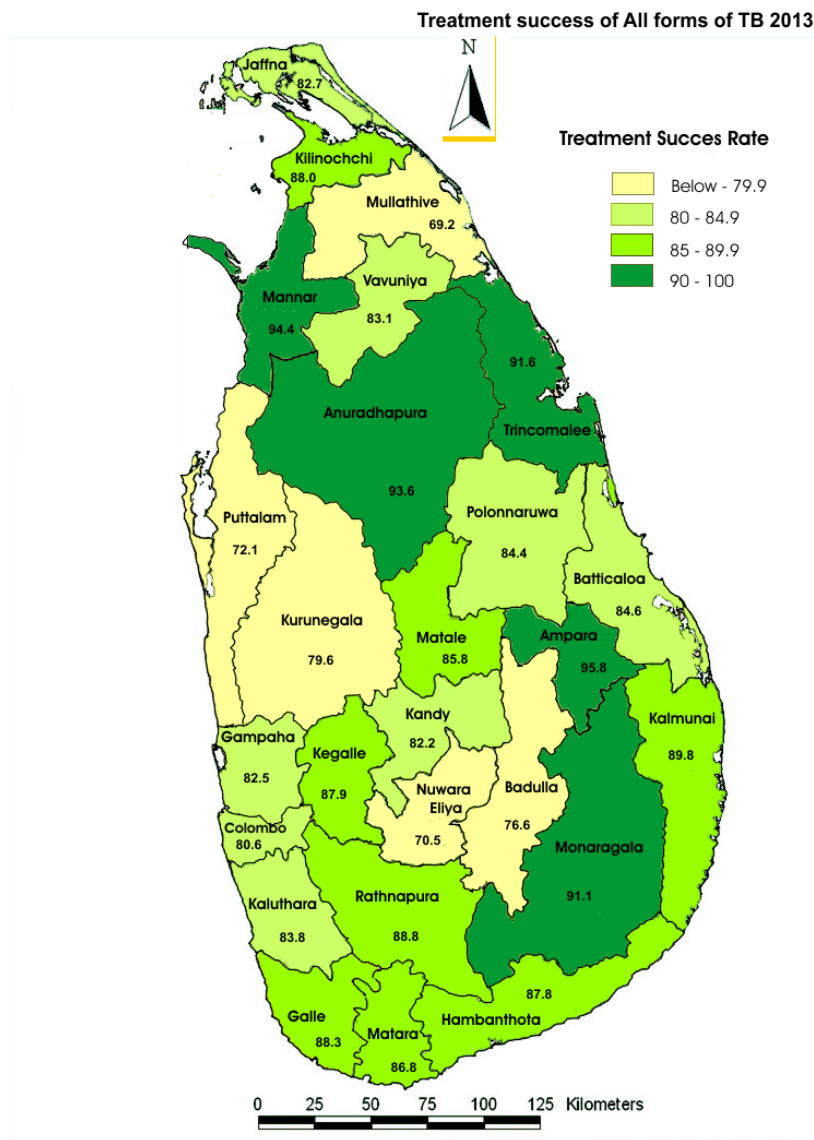 Treatment success of All forms of TB 2013
N
Treatment Succes Rate
Below - 79.9
80 - 84.9
85 - 89.9
90 - 100
Jaffna
82.7
Kilinochchi
88.0
Mullathive
69.2
Vavuniya
83.1
Mannar
94.4
91.6
Trincomalee
Anuradhapura
93.6
Puttalam
72.1
Polonnaruwa
84.4
Batticaloa
84.6
Kurunegala
79.6
Matale
85.8
Ampara
95.8
Kandy
82.2
Kalmunai
89.8
Gampaha
82.5
Kegalle
87.9
Nuwara
Eliya
70.5
Badulla
76.6
Colombo
80.6
Monaragala
91.1
Kaluthara
83.8
Rathnapura
88.8
87.8
Hambanthota
Galle
88.3
Matara
86.8
0 25 50 75 100 125 Kilometers